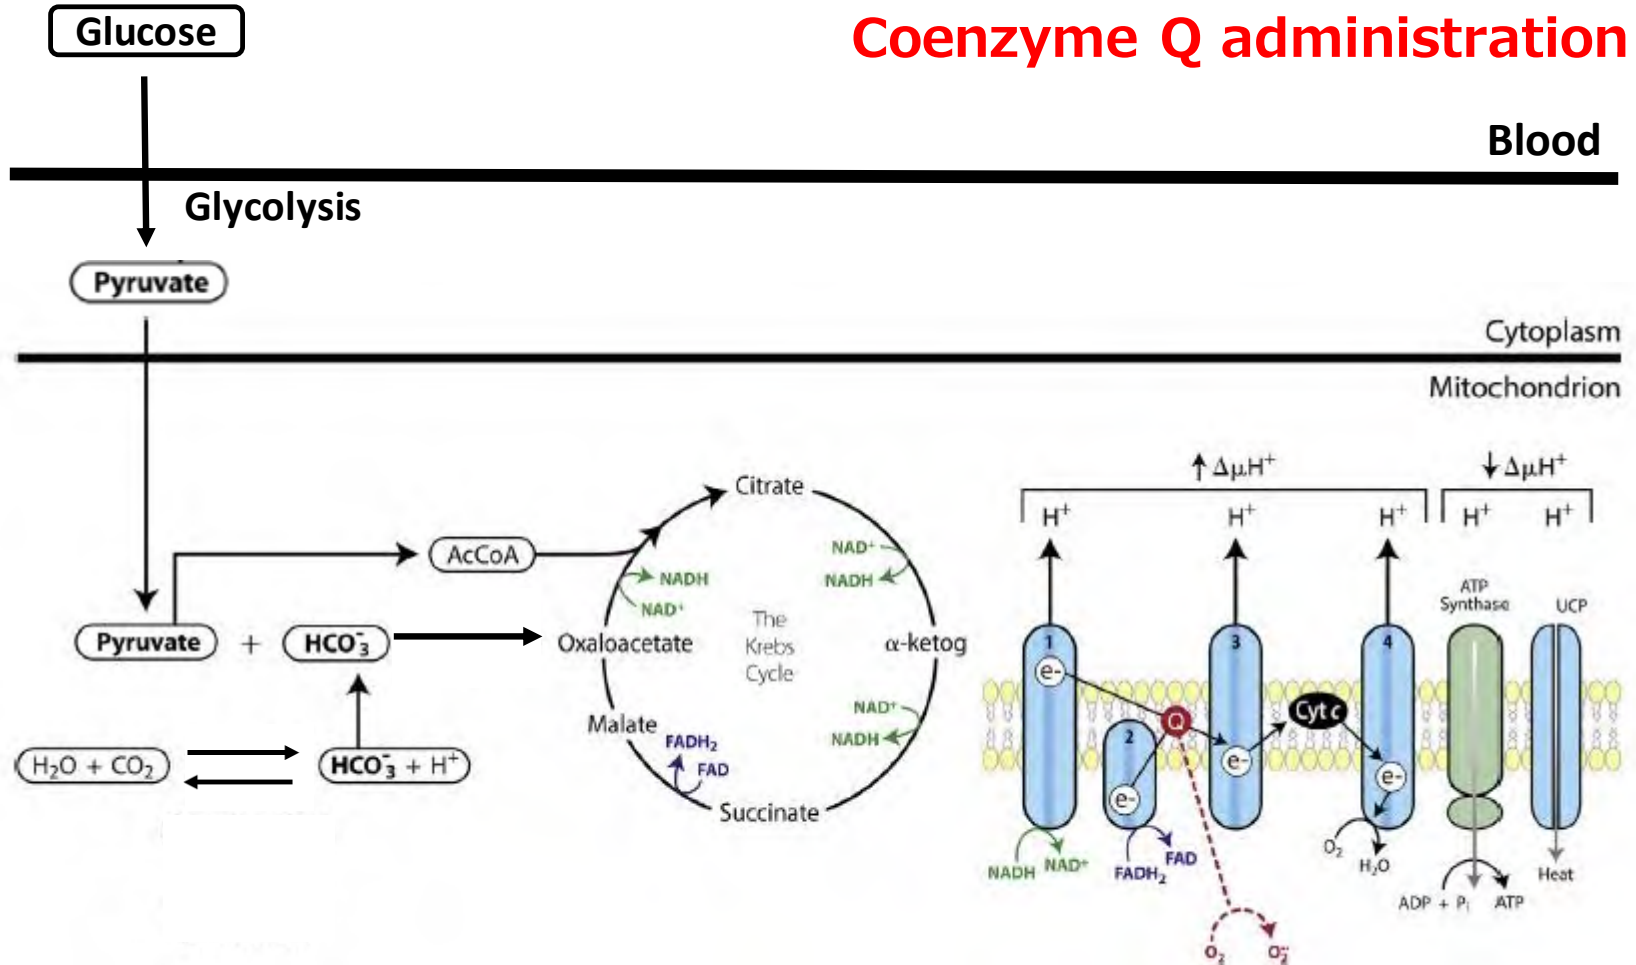 Glucose
Coenzyme Q administration
Blood
Glycolysis
Pyruvate
Cytoplasm
Mitochondrion
↑ ΔμH⁺
↓ ΔμH⁺
H⁺
H⁺
H⁺
H⁺
H⁺
Citrate
AcCoA
NAD⁺
NADH
NADH
NAD⁺
The
Krebs
Cycle
ATP
Synthase
UCP
Pyruvate + HCO₃⁻
Oxaloacetate
α-ketog
1
e-
3
4
NAD⁺
NADH
Malate
FADH₂
FAD
Succinate
H₂O + CO₂
HCO₃⁻ + H⁺
2
Q
Cyt c
e-
e-
e-
NADH
NAD⁺
FADH₂
FAD
O₂
H₂O
Heat
ADP + Pᵢ
ATP
O₂
O₂⁻